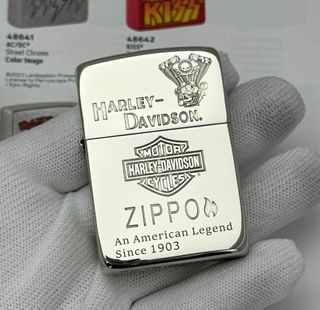 48641
AC/DC®
Street Chrome
Color Image
48642
KISS®
KISS
HARLEY-
DAVIDSON.
MOTOR
HARLEY-DAVIDSON
CYCLES
ZIPPO
An American Legend
Since 1903